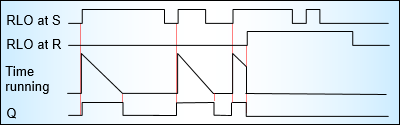 RLO at S
RLO at R
Time
running
Q